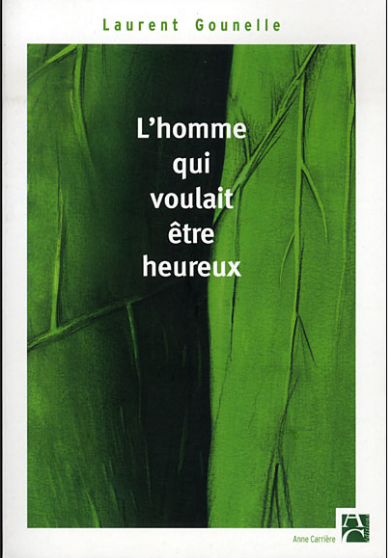 Laurent Gounelle
L'homme
qui
voulait
être
heureux
Anne Carrière